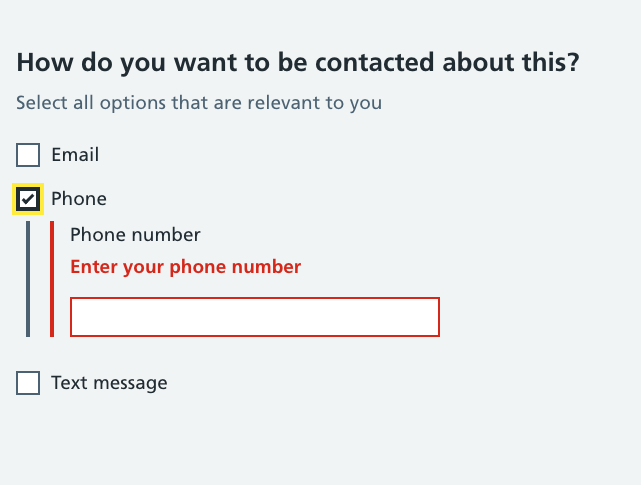 How do you want to be contacted about this?
Select all options that are relevant to you
Email
Phone
Phone number
Enter your phone number
Text message